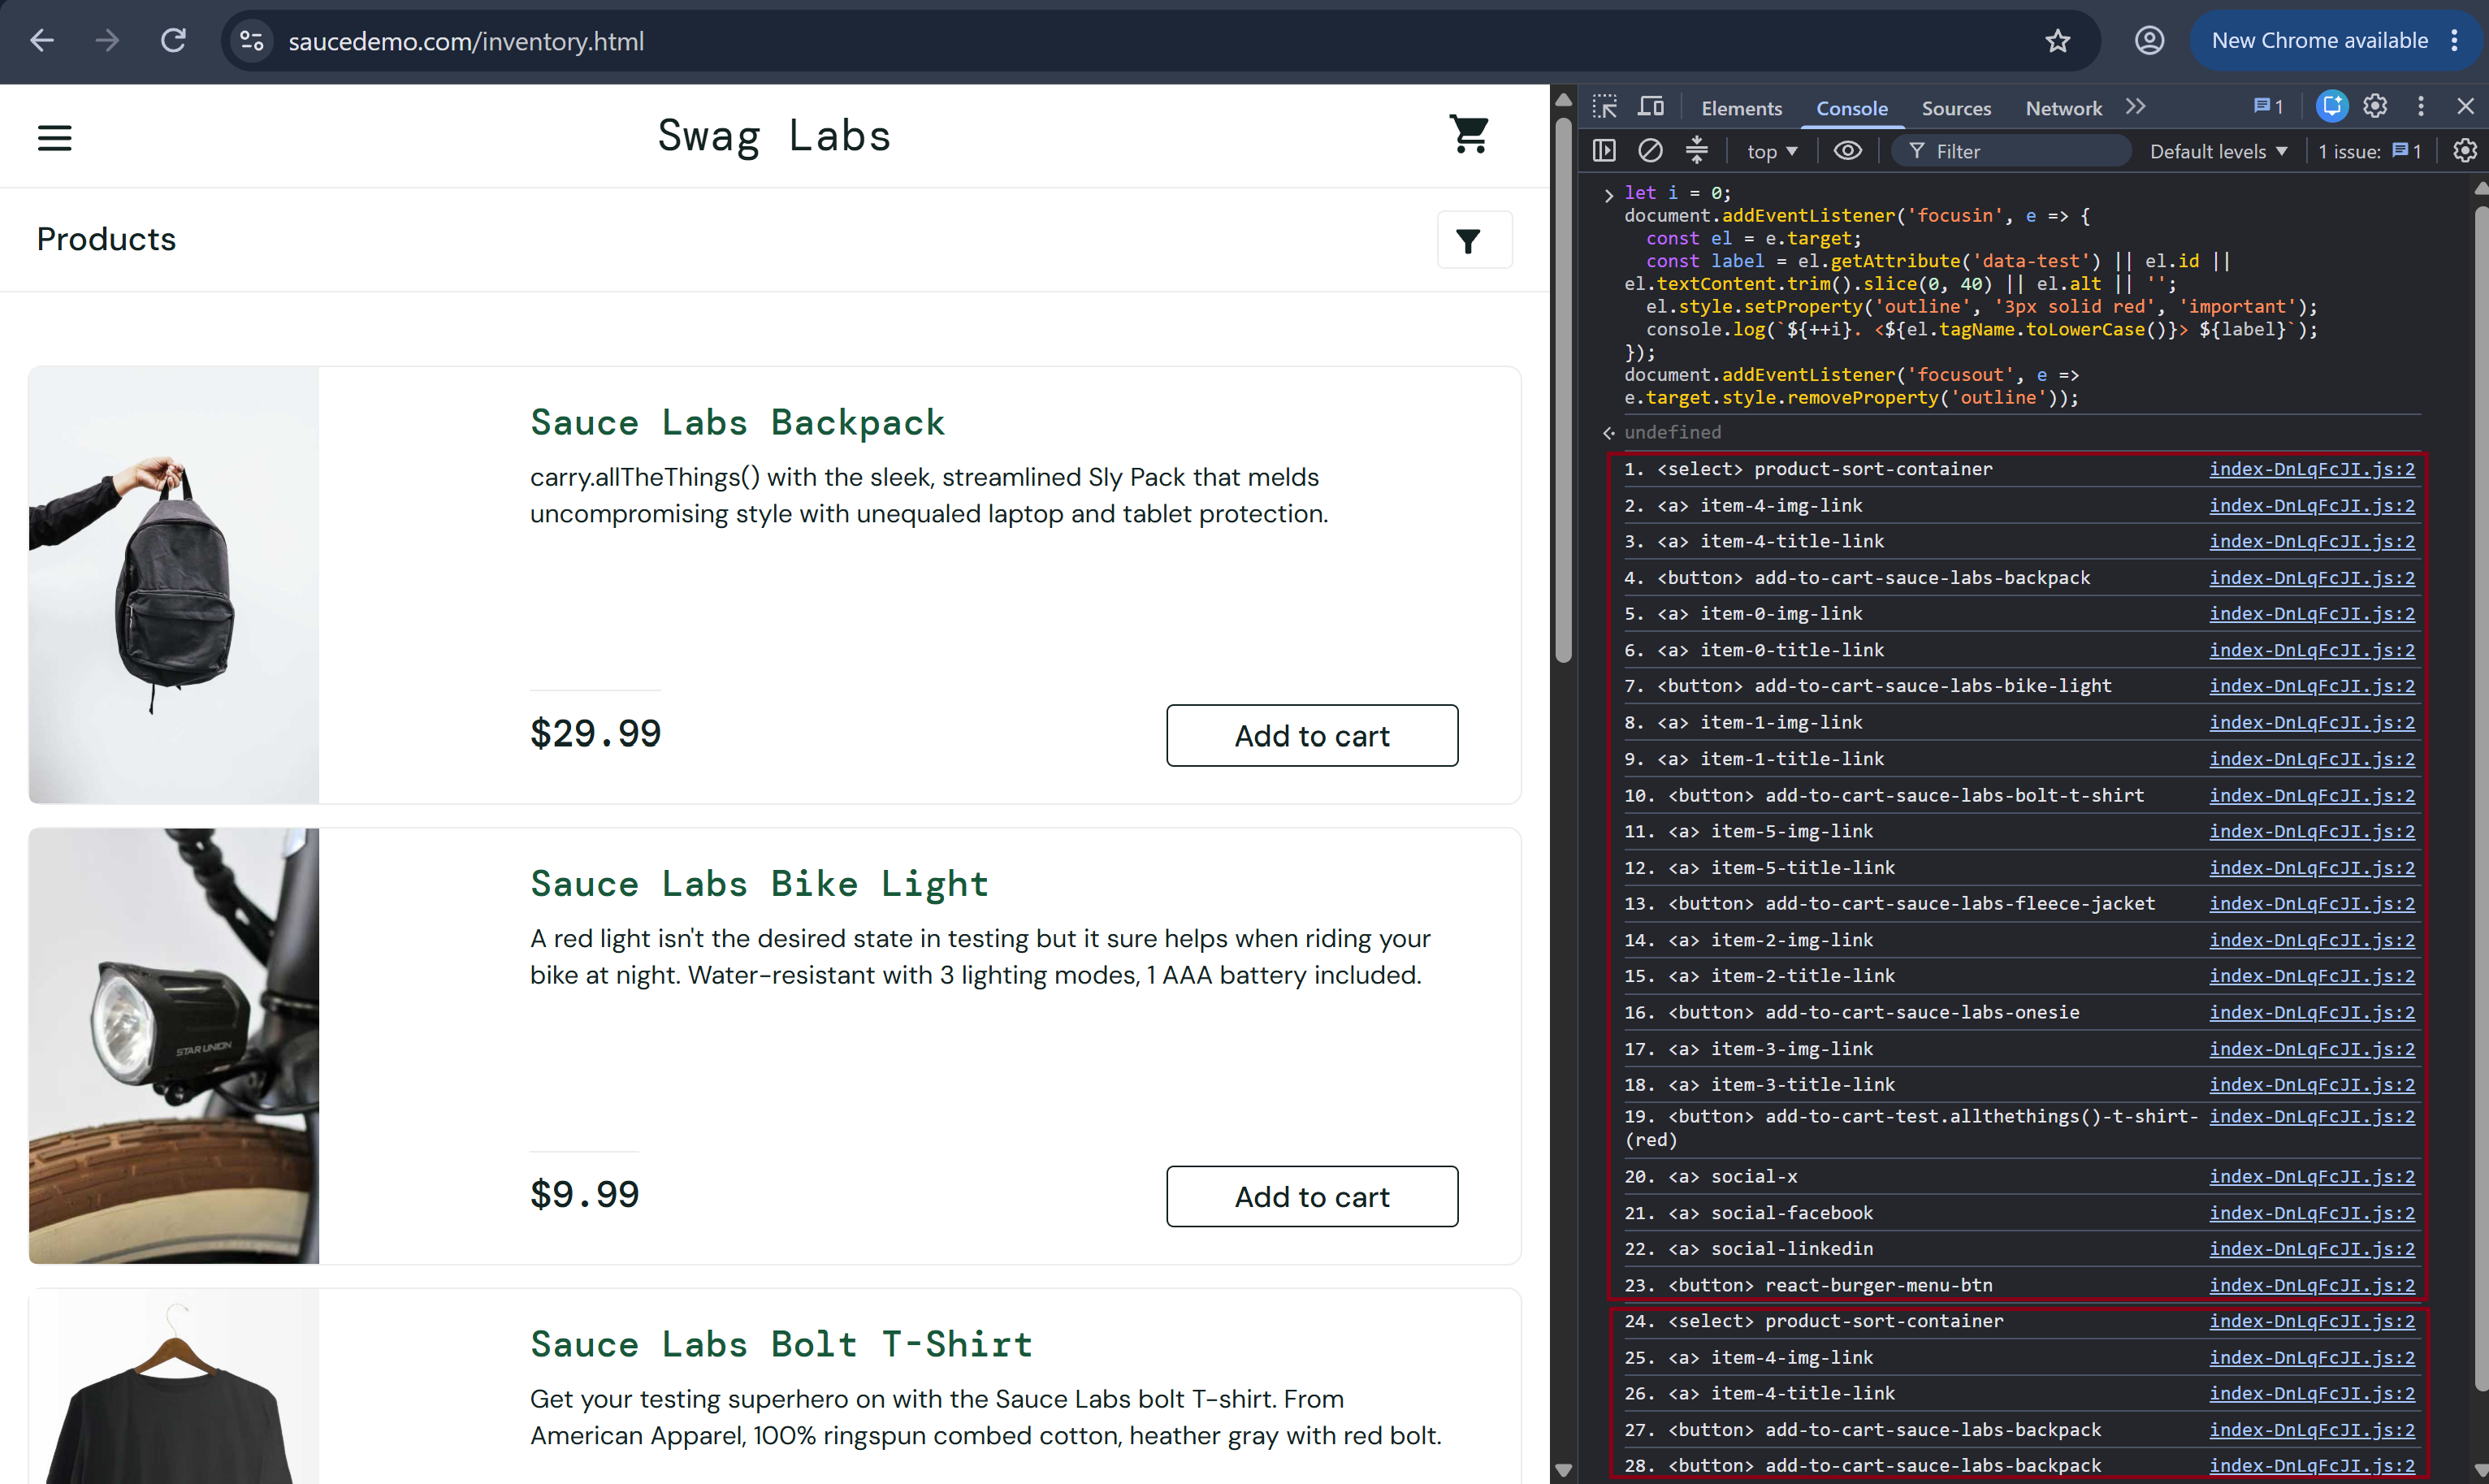 saucedemo.com/inventory.html
New Chrome available
Swag Labs
Products
Sauce Labs Backpack
carry.allTheThings() with the sleek, streamlined Sly Pack that melds
uncompromising style with unequaled laptop and tablet protection.
$29.99
Add to cart
Sauce Labs Bike Light
A red light isn't the desired state in testing but it sure helps when riding your
bike at night. Water-resistant with 3 lighting modes, 1 AAA battery included.
STAR UNION
$9.99
Add to cart
Sauce Labs Bolt T-Shirt
Get your testing superhero on with the Sauce Labs bolt T-shirt. From
American Apparel, 100% ringspun combed cotton, heather gray with red bolt.
Elements Console Sources Network 1
top Filter Default levels 1 issue: 1
let i = 0;
document.addEventListener('focusin', e => {
const el = e.target;
const label = el.getAttribute('data-test') || el.id ||
el.textContent.trim().slice(0, 40) || el.alt || '';
el.style.setProperty('outline', '3px solid red', 'important');
console.log(`${++i}. <${el.tagName.toLowerCase()}> ${label}`);
});
document.addEventListener('focusout', e =>
e.target.style.removeProperty('outline'));
undefined
1. <select> product-sort-container index-DnLqFcJI.js:2
2. <a> item-4-img-link index-DnLqFcJI.js:2
3. <a> item-4-title-link index-DnLqFcJI.js:2
4. <button> add-to-cart-sauce-labs-backpack index-DnLqFcJI.js:2
5. <a> item-0-img-link index-DnLqFcJI.js:2
6. <a> item-0-title-link index-DnLqFcJI.js:2
7. <button> add-to-cart-sauce-labs-bike-light index-DnLqFcJI.js:2
8. <a> item-1-img-link index-DnLqFcJI.js:2
9. <a> item-1-title-link index-DnLqFcJI.js:2
10. <button> add-to-cart-sauce-labs-bolt-t-shirt index-DnLqFcJI.js:2
11. <a> item-5-img-link index-DnLqFcJI.js:2
12. <a> item-5-title-link index-DnLqFcJI.js:2
13. <button> add-to-cart-sauce-labs-fleece-jacket index-DnLqFcJI.js:2
14. <a> item-2-img-link index-DnLqFcJI.js:2
15. <a> item-2-title-link index-DnLqFcJI.js:2
16. <button> add-to-cart-sauce-labs-onesie index-DnLqFcJI.js:2
17. <a> item-3-img-link index-DnLqFcJI.js:2
18. <a> item-3-title-link index-DnLqFcJI.js:2
19. <button> add-to-cart-test.allthethings()-t-shirt- index-DnLqFcJI.js:2
(red)
20. <a> social-x index-DnLqFcJI.js:2
21. <a> social-facebook index-DnLqFcJI.js:2
22. <a> social-linkedin index-DnLqFcJI.js:2
23. <button> react-burger-menu-btn index-DnLqFcJI.js:2
24. <select> product-sort-container index-DnLqFcJI.js:2
25. <a> item-4-img-link index-DnLqFcJI.js:2
26. <a> item-4-title-link index-DnLqFcJI.js:2
27. <button> add-to-cart-sauce-labs-backpack index-DnLqFcJI.js:2
28. <button> add-to-cart-sauce-labs-backpack index-DnLqFcJI.js:2